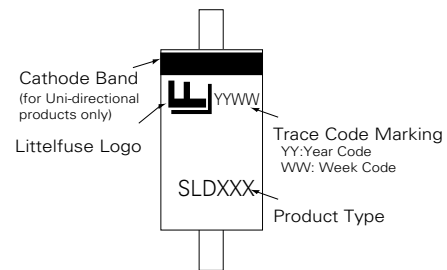 Cathode Band
(for Uni-directional
products only)
Littelfuse Logo
YYWW
Trace Code Marking
YY:Year Code
WW: Week Code
SLDXXX
Product Type